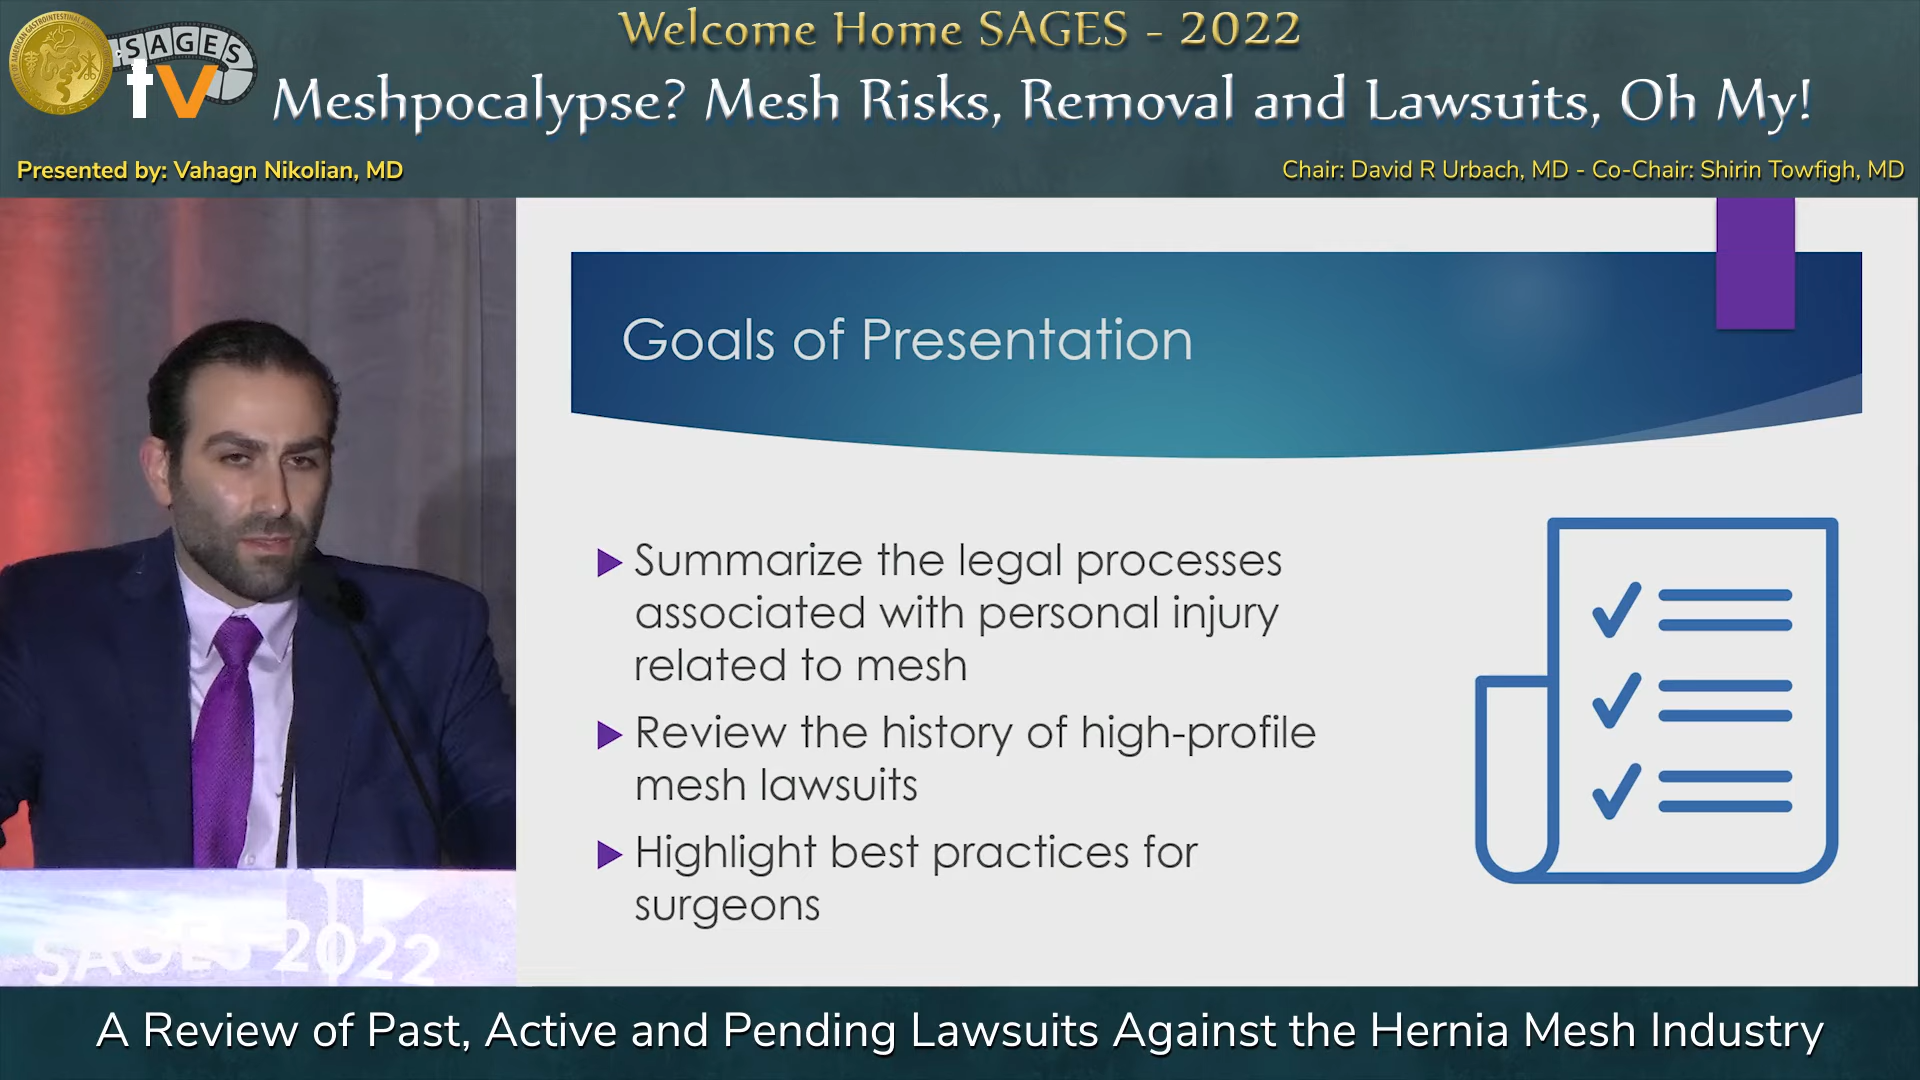 Welcome Home SAGES - 2022
SAGES
tv
Meshpocalypse? Mesh Risks, Removal and Lawsuits, Oh My!
Presented by: Vahagn Nikolian, MD
Chair: David R Urbach, MD - Co-Chair: Shirin Towfigh, MD
Goals of Presentation
Summarize the legal processes
associated with personal injury
related to mesh
Review the history of high-profile
mesh lawsuits
Highlight best practices for
surgeons
SAGES 2022
A Review of Past, Active and Pending Lawsuits Against the Hernia Mesh Industry